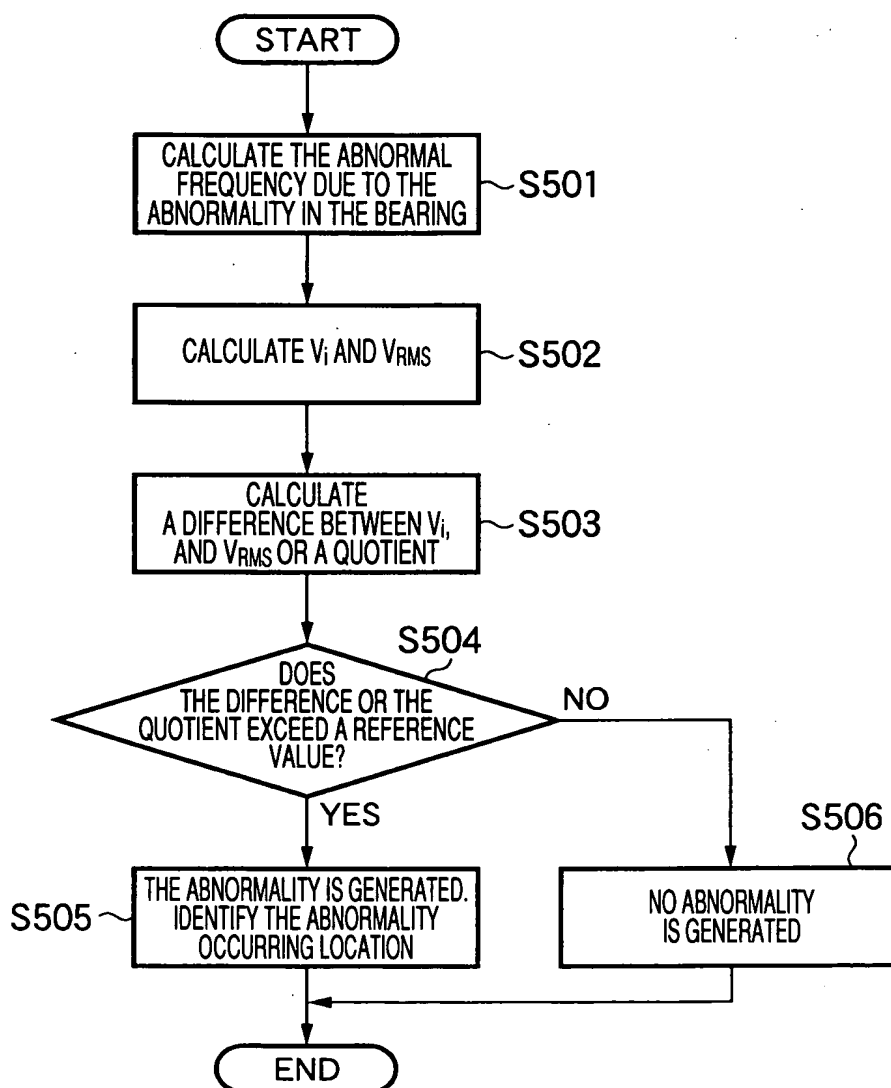 START
CALCULATE THE ABNORMAL
FREQUENCY DUE TO THE
ABNORMALITY IN THE BEARING
S501
CALCULATE Vi AND VRMS
S502
CALCULATE
A DIFFERENCE BETWEEN Vi,
AND VRMS OR A QUOTIENT
S503
S504
DOES
THE DIFFERENCE OR THE
QUOTIENT EXCEED A REFERENCE
VALUE?
NO
YES
S505
THE ABNORMALITY IS GENERATED.
IDENTIFY THE ABNORMALITY
OCCURRING LOCATION
S506
NO ABNORMALITY
IS GENERATED
END